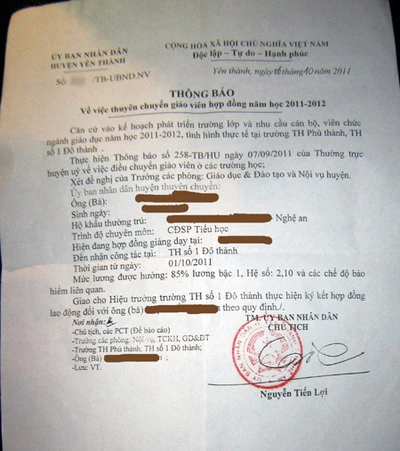 ỦY BAN NHÂN DÂN
HUYỆN YÊN THÀNH
CỘNG HÒA XÃ HỘI CHỦ NGHĨA VIỆT NAM
Độc lập - Tự do - Hạnh phúc
Số: /TB-UBND.NV
Yên thành, ngày tháng 10 năm 2011
THÔNG BÁO
Về việc thuyên chuyển giáo viên hợp đồng năm học 2011-2012
Căn cứ vào kế hoạch phát triển trường lớp và nhu cầu cán bộ, viên chức
ngành giáo dục năm học 2011-2012, tình hình thực tế tại trường TH Phú thành, TH
số 1 Đô thành.
Thực hiện Thông báo số 258-TB/HU ngày 07/09/2011 của Thường trực
huyện uỷ về việc điều chuyển giáo viên ở các trường học;
Xét đề nghị của Trưởng các phòng: Giáo dục & Đào tạo và Nội vụ huyện.
Ủy ban nhân dân huyện thuyên chuyển:
Ông (Bà):
Sinh ngày:
Hộ khẩu thường trú: Nghệ an
Trình độ chuyên môn: CĐSP Tiểu học
Hiện đang hợp đồng giảng dạy tại:
Đến nhận công tác tại: TH số 1 Đô thành
Thời gian từ ngày: 01/10/2011
Mức lương được hưởng: 85% lương bậc 1, Hệ số: 2,10 và các chế độ bảo
hiểm liên quan.
Giao cho Hiệu trưởng trường TH số 1 Đô thành thực hiện ký kết hợp đồng
lao động đối với ông (bà) theo quy định./.
Nơi nhận:
-Chủ tịch, các PCT (Để báo cáo)
-Trưởng các phòng: Nội vụ, TCKH, GD&ĐT
-Trường TH Phú thành, TH số 1 Đô thành;
-Ông (Bà) ;
- Lưu: VT.
TM. ỦY BAN NHÂN DÂN
CHỦ TỊCH
Nguyễn Tiến Lợi